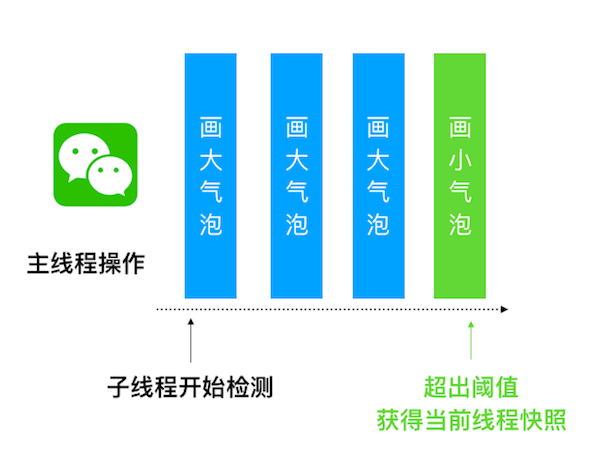 画大气泡
画大气泡
画大气泡
画小气泡
主线程操作
子线程开始检测
超出阈值
获得当前线程快照